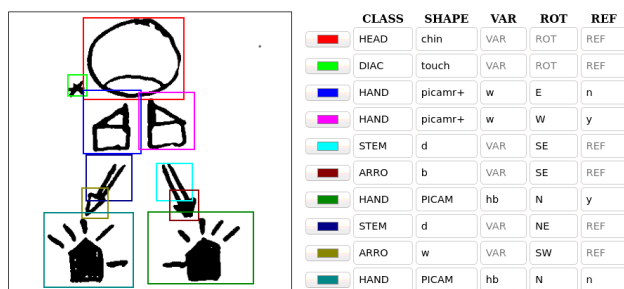 CLASS SHAPE VAR ROT REF
HEAD chin VAR ROT REF
DIAC touch VAR ROT REF
HAND picamr+ w E n
HAND picamr+ w W y
STEM d VAR SE REF
ARRO b VAR SE REF
HAND PICAM hb N y
STEM d VAR NE REF
ARRO w VAR SW REF
HAND PICAM hb N n